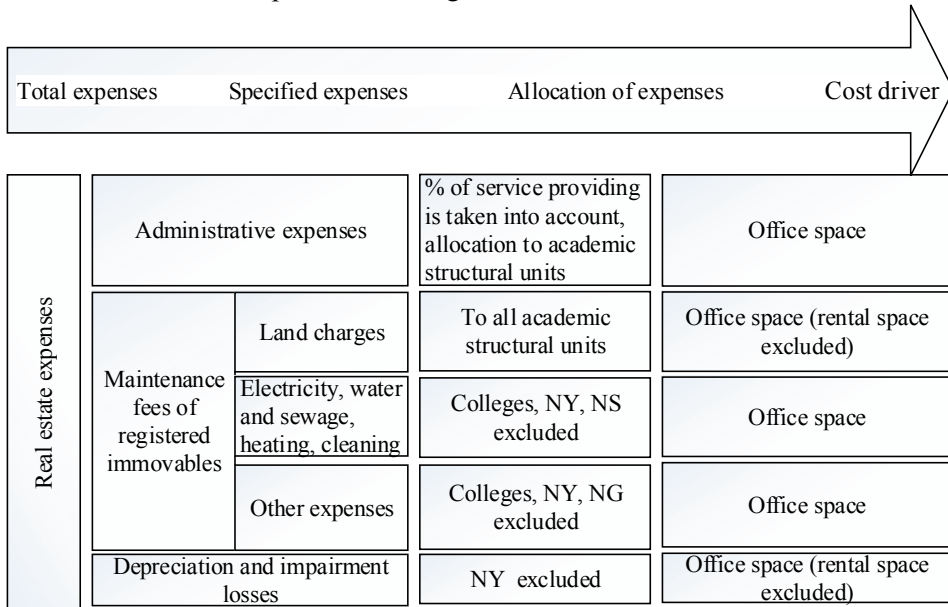 Total expenses
Specified expenses
Allocation of expenses
Cost driver
Real estate expenses
Administrative expenses
% of service providing
is taken into account,
allocation to academic
structural units
Office space
Maintenance
fees of
registered
immovables
Land charges
To all academic
structural units
Office space (rental space
excluded)
Electricity, water
and sewage,
heating, cleaning
Colleges, NY, NS
excluded
Office space
Other expenses
Colleges, NY, NG
excluded
Office space
Depreciation and impairment
losses
NY excluded
Office space (rental space
excluded)